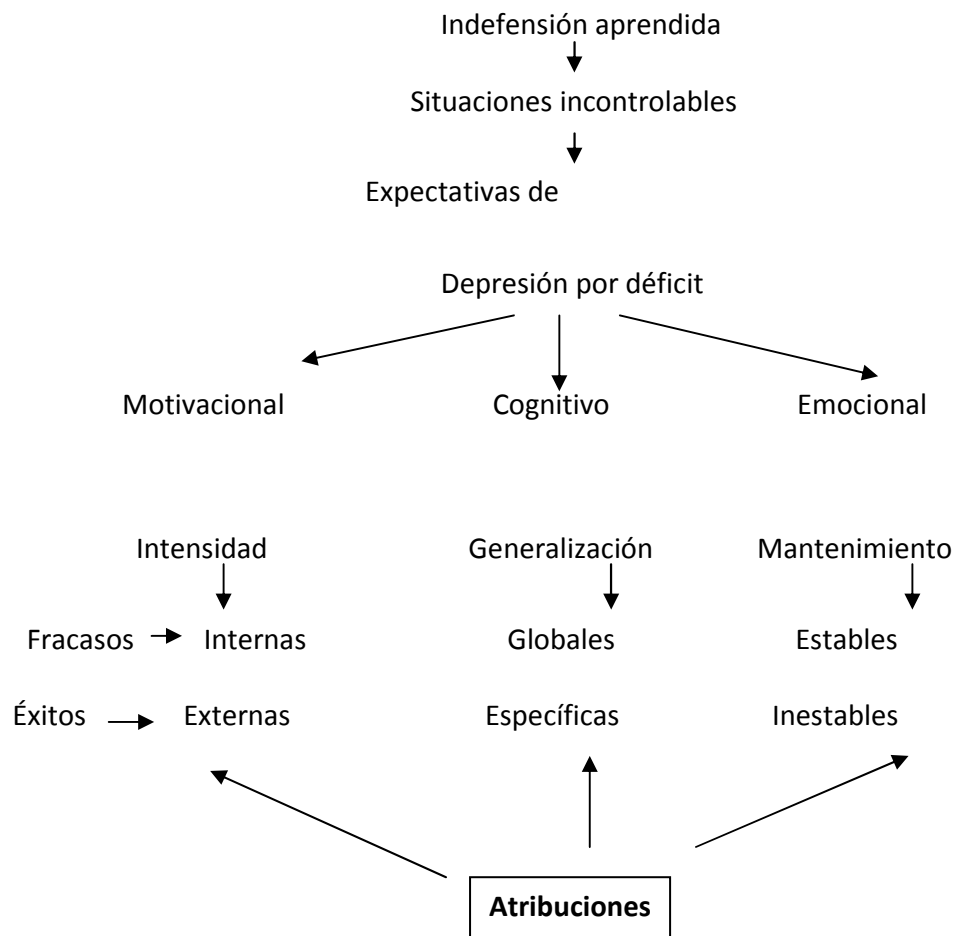 Indefensión aprendida
Situaciones incontrolables
Expectativas de
Depresión por déficit
Motivacional Cognitivo Emocional
Intensidad Generalización Mantenimiento
Fracasos Internas Globales Estables
Éxitos Externas Específicas Inestables
Atribuciones